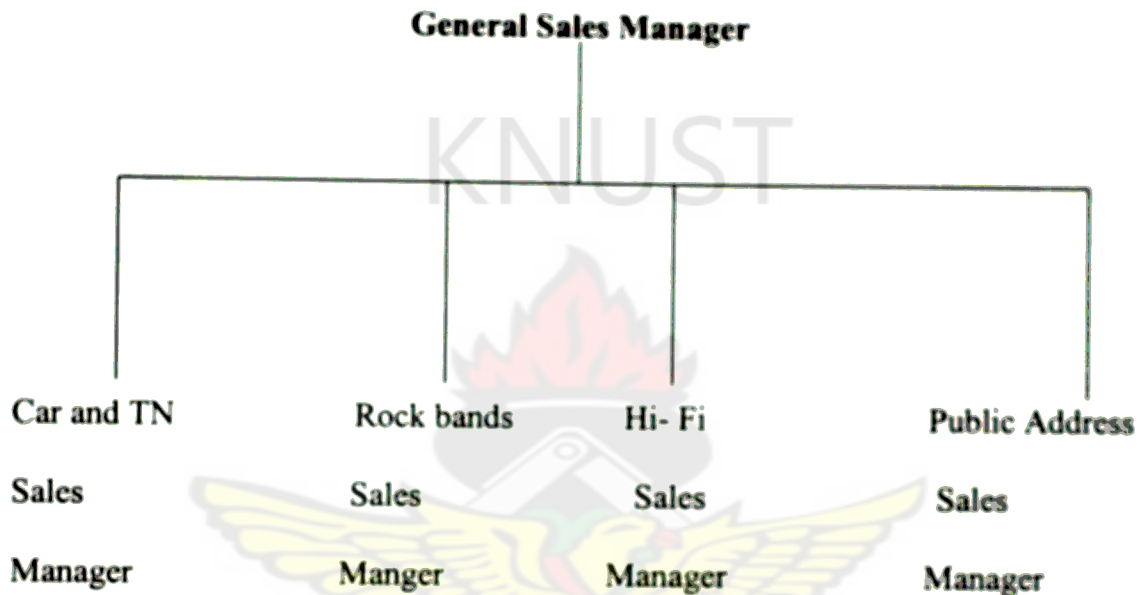 General Sales Manager
KNUST
Car and TN Rock bands Hi- Fi Public Address
Sales Sales Sales Sales
Manager Manger Manager Manager